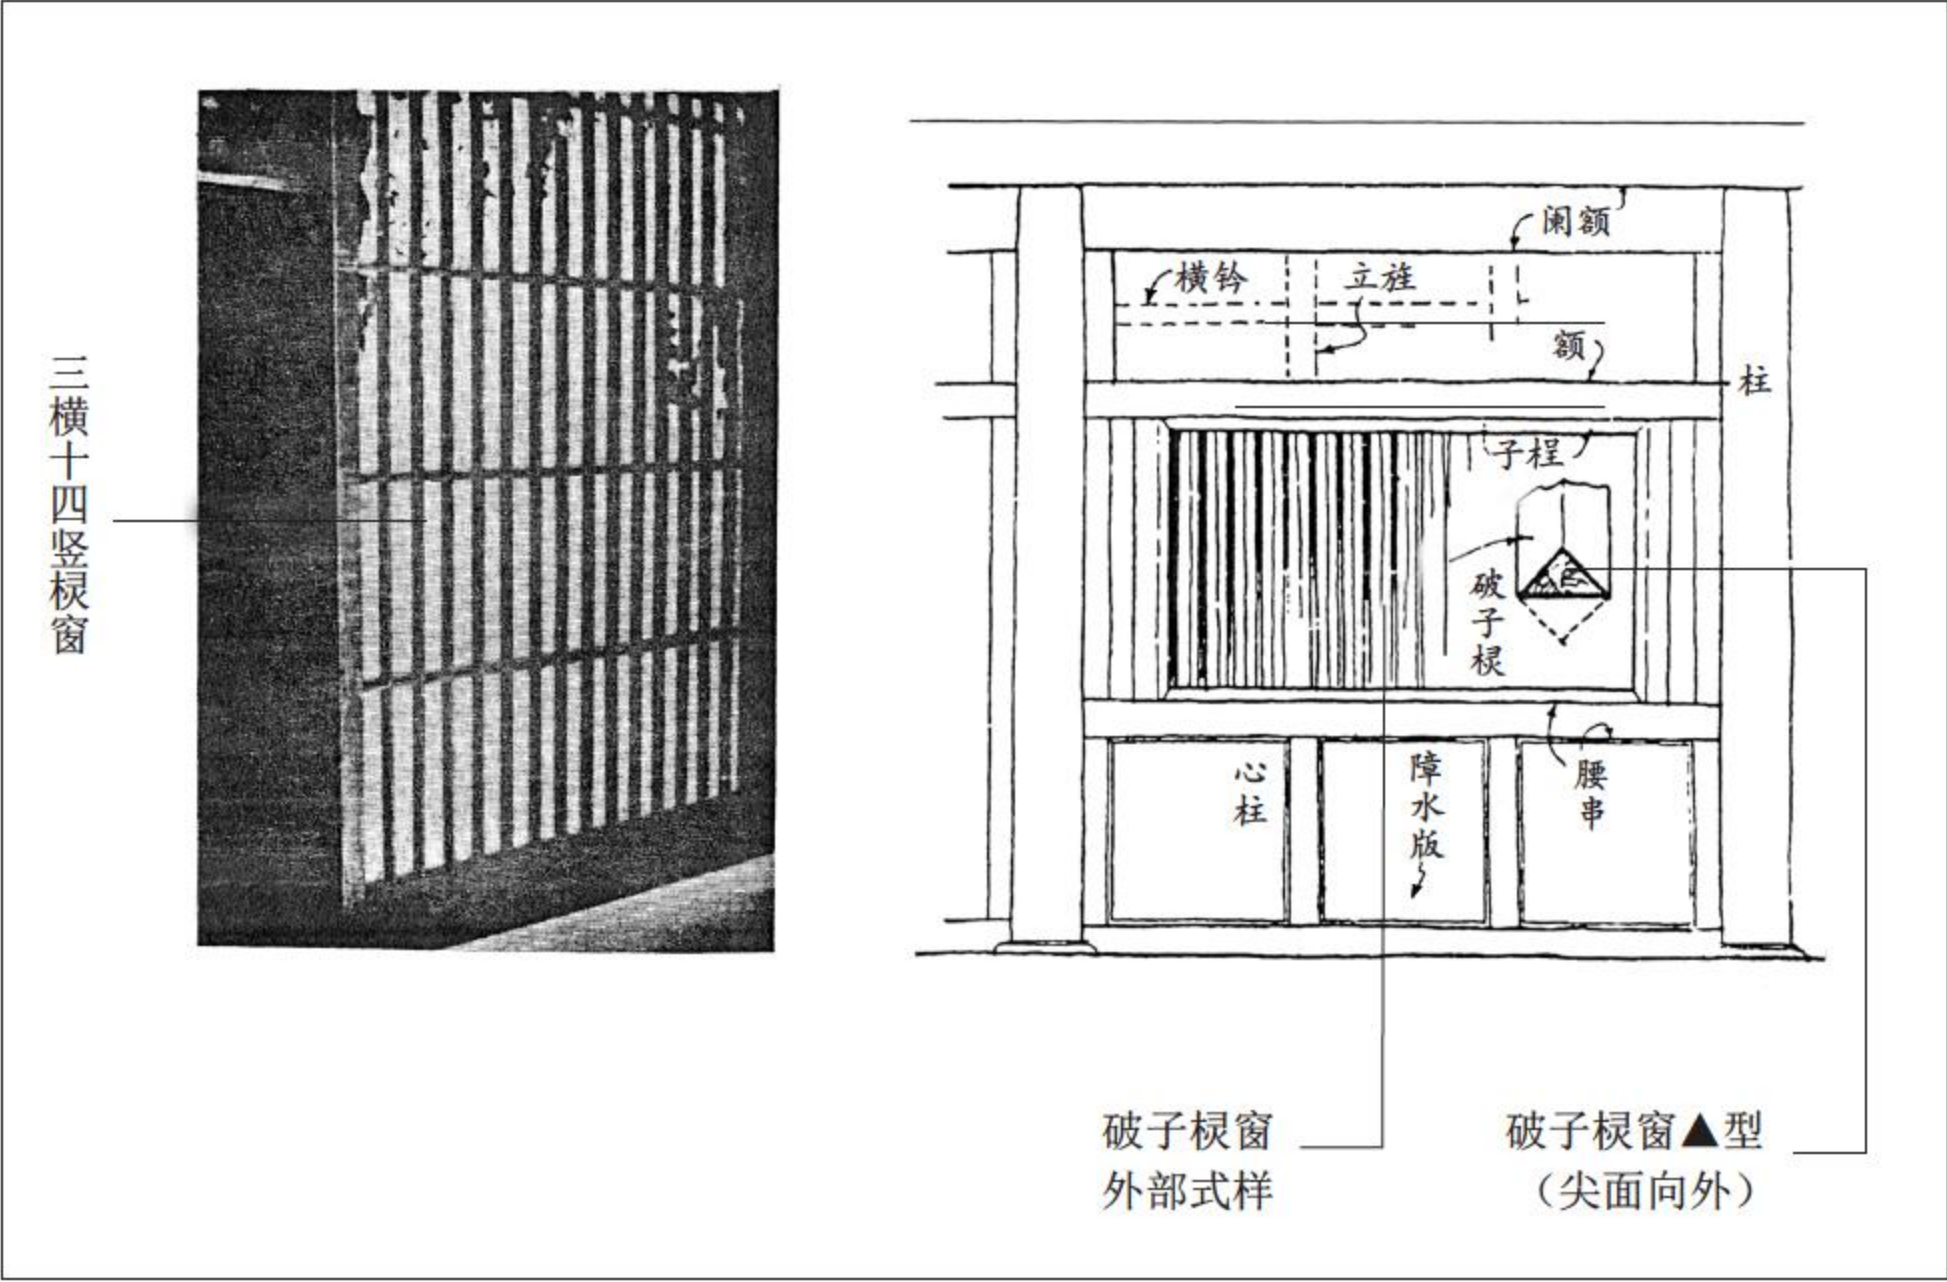 三横十四竖棂窗
阑额
横钤
立旌
额
柱
子桯
破子棂
心柱
障水版
腰串
破子棂窗
外部式样
破子棂窗▲型
（尖面向外）